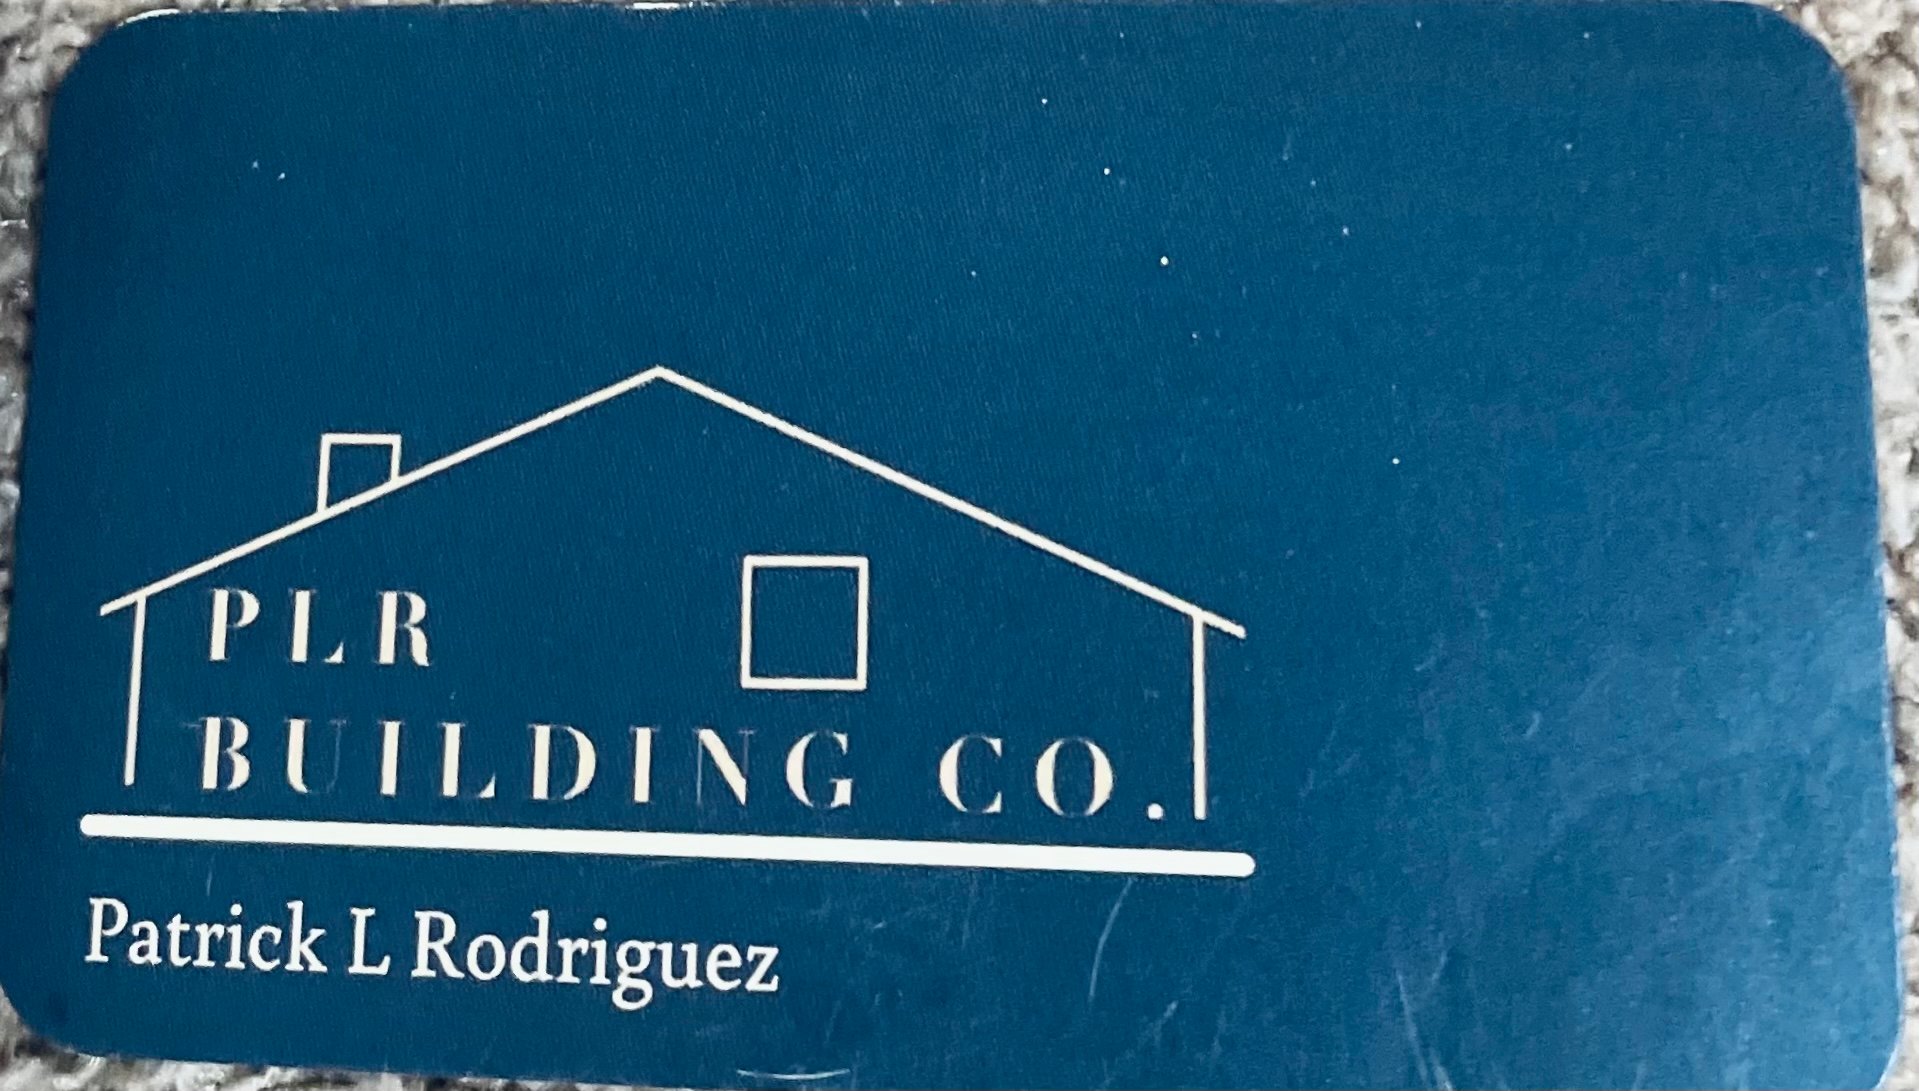 PLR
BUILDING CO.
Patrick L Rodriguez